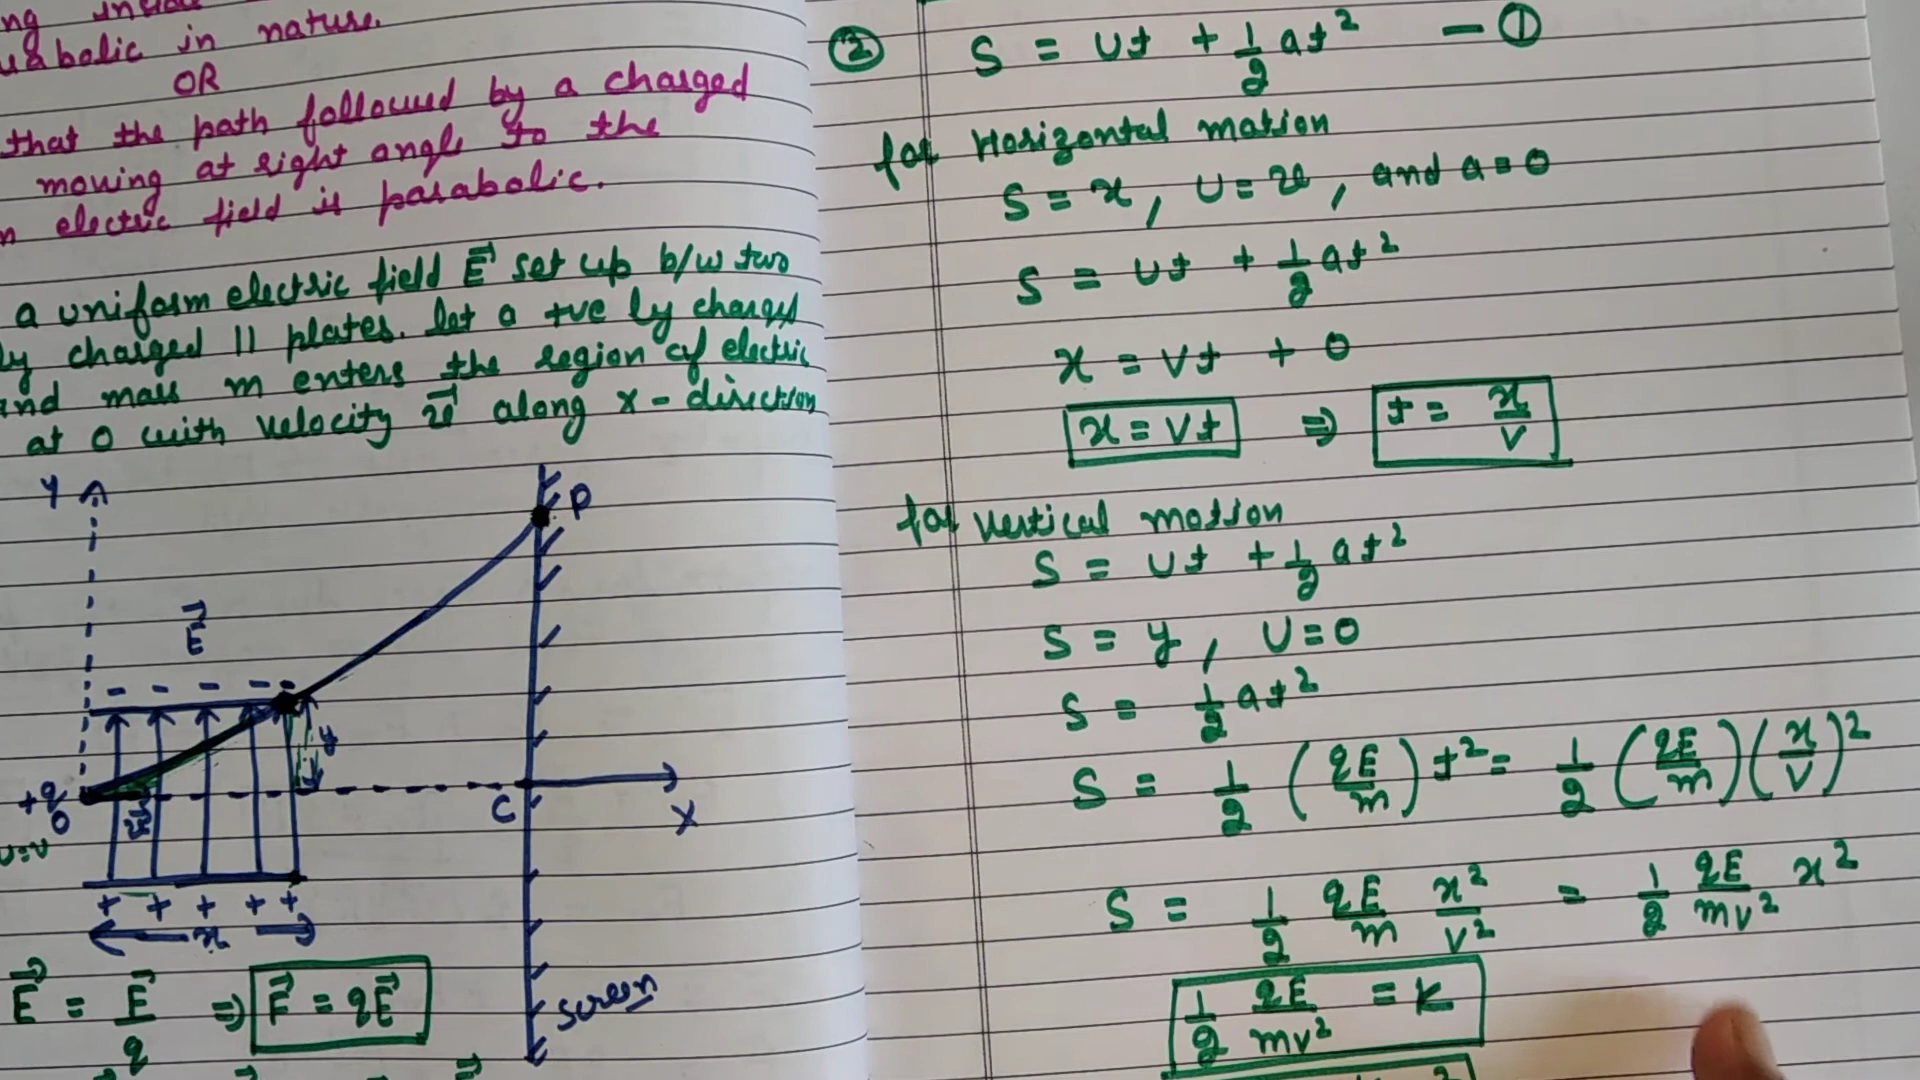 in nature.
OR
that the path followed by a charged
moving at right angle to the
electric field is parabolic.
a uniform electric field E⃗ set up b/w two
charged || plates. let a +ve ly charged
and mass m enters the region of electric
at O with velocity v⃗ along x - direction
Y
P
E⃗
- - - - -
y
+q
O
v⃗
C
X
u=v
+ + + + +
x
screen
E⃗ = F⃗/q ⇒ F⃗ = qE⃗
② S = ut + 1/2 at² - ①
for Horizontal motion
S = x, u = v, and a = 0
S = ut + 1/2 at²
x = vt + 0
x = vt ⇒ t = x/v
for vertical motion
S = ut + 1/2 at²
S = y, u = 0
S = 1/2 at²
S = 1/2 (qE/m) t² = 1/2 (qE/m) (x/v)²
S = 1/2 qE/m x²/v² = 1/2 qE/mv² x²
1/2 qE/mv² = K